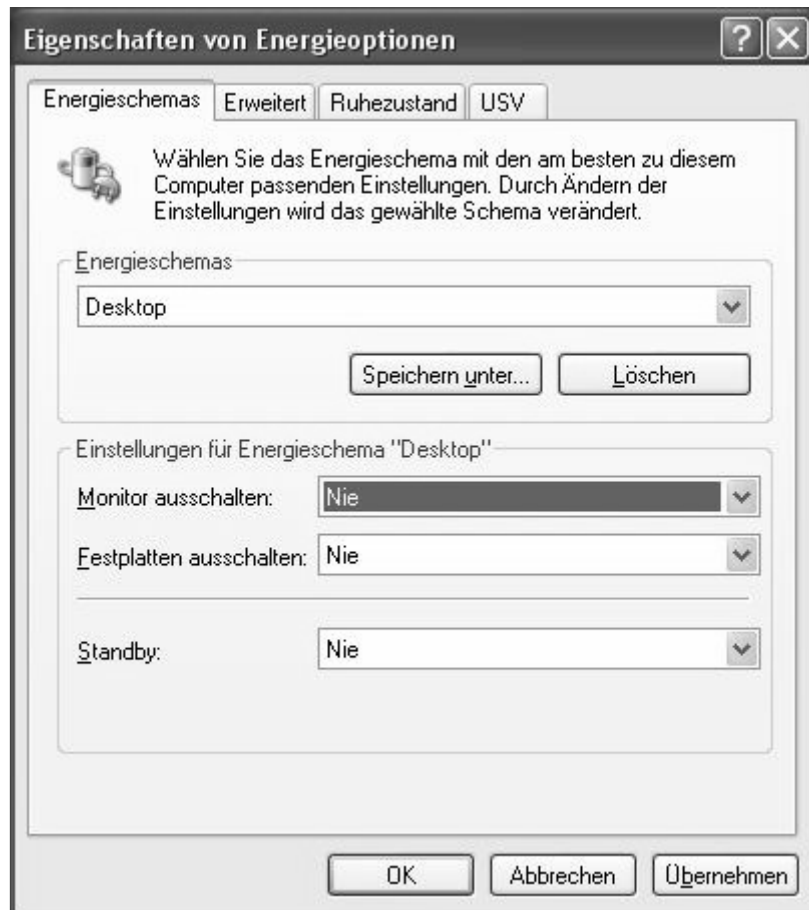 Eigenschaften von Energieoptionen
Energieschemas Erweitert Ruhezustand USV
Wählen Sie das Energieschema mit den am besten zu diesem
Computer passenden Einstellungen. Durch Ändern der
Einstellungen wird das gewählte Schema verändert.
Energieschemas
Desktop
Speichern unter... Löschen
Einstellungen für Energieschema "Desktop"
Monitor ausschalten: Nie
Festplatten ausschalten: Nie
Standby: Nie
OK Abbrechen Übernehmen